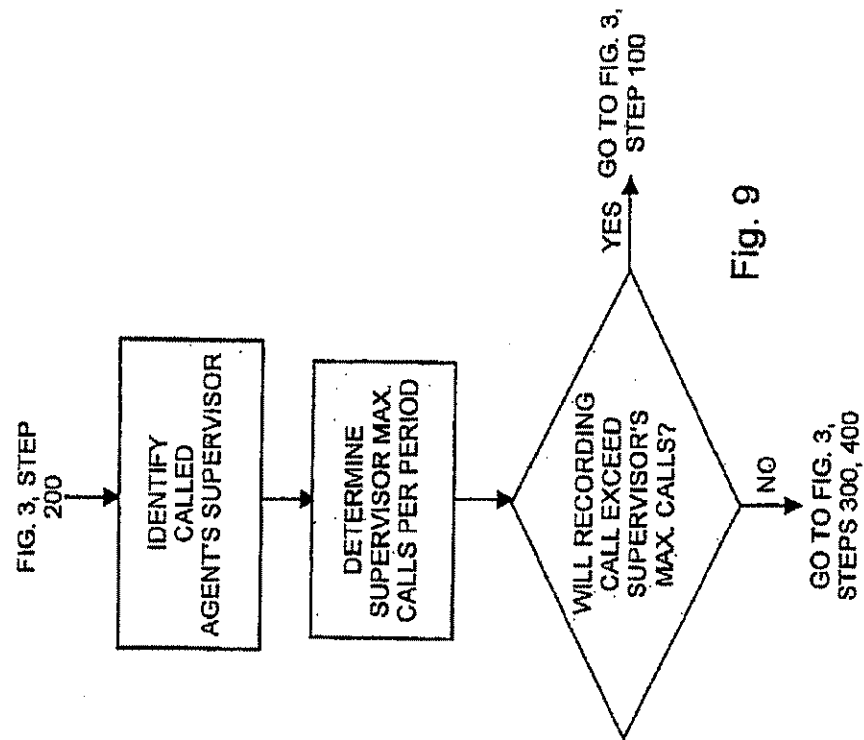 FIG. 3, STEP
200
IDENTIFY
CALLED
AGENT'S SUPERVISOR
DETERMINE
SUPERVISOR MAX.
CALLS PER PERIOD
WILL RECORDING
CALL EXCEED
SUPERVISOR'S
MAX. CALLS?
YES
GO TO FIG. 3,
STEP 100
NO
GO TO FIG. 3,
STEPS 300, 400
Fig. 9